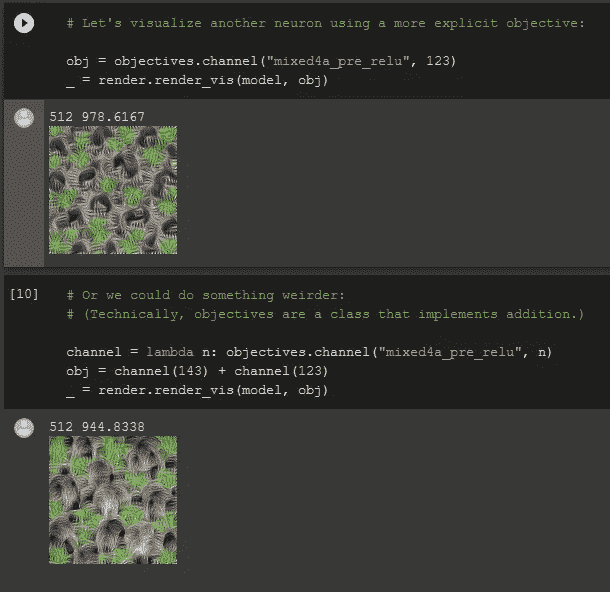 # Let's visualize another neuron using a more explicit objective:
obj = objectives.channel("mixed4a_pre_relu", 123)
_ = render.render_vis(model, obj)
512 978.6167
[10]
# Or we could do something weirder:
# (Technically, objectives are a class that implements addition.)
channel = lambda n: objectives.channel("mixed4a_pre_relu", n)
obj = channel(143) + channel(123)
_ = render.render_vis(model, obj)
512 944.8338